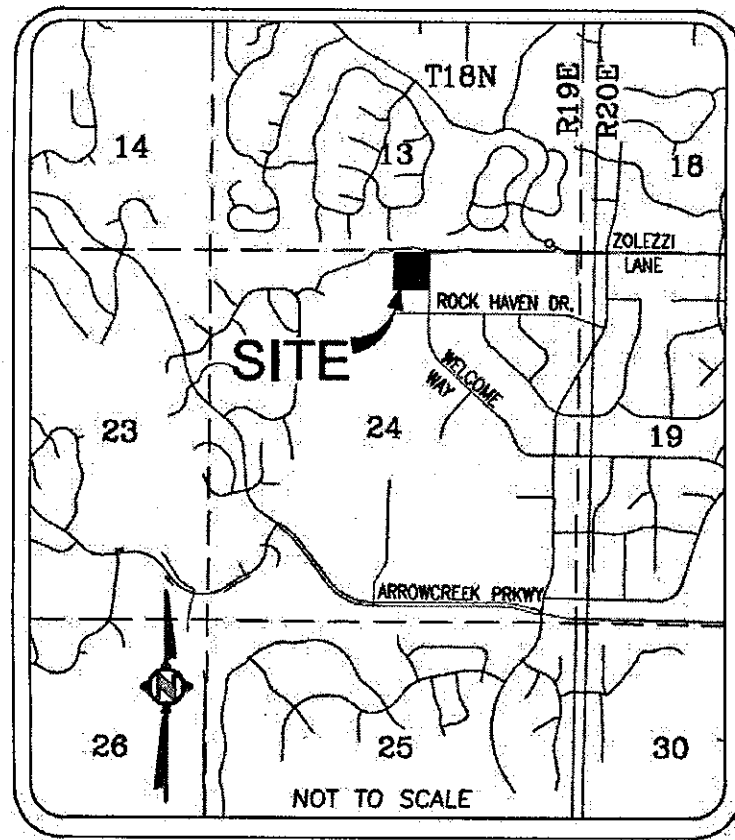 T18N
R19E
R20E
14
13
18
ZOLEZZI
LANE
ROCK HAVEN DR.
SITE
WELCOME
WAY
23
24
19
ARROWCREEK PRKWY
N
26
25
30
NOT TO SCALE